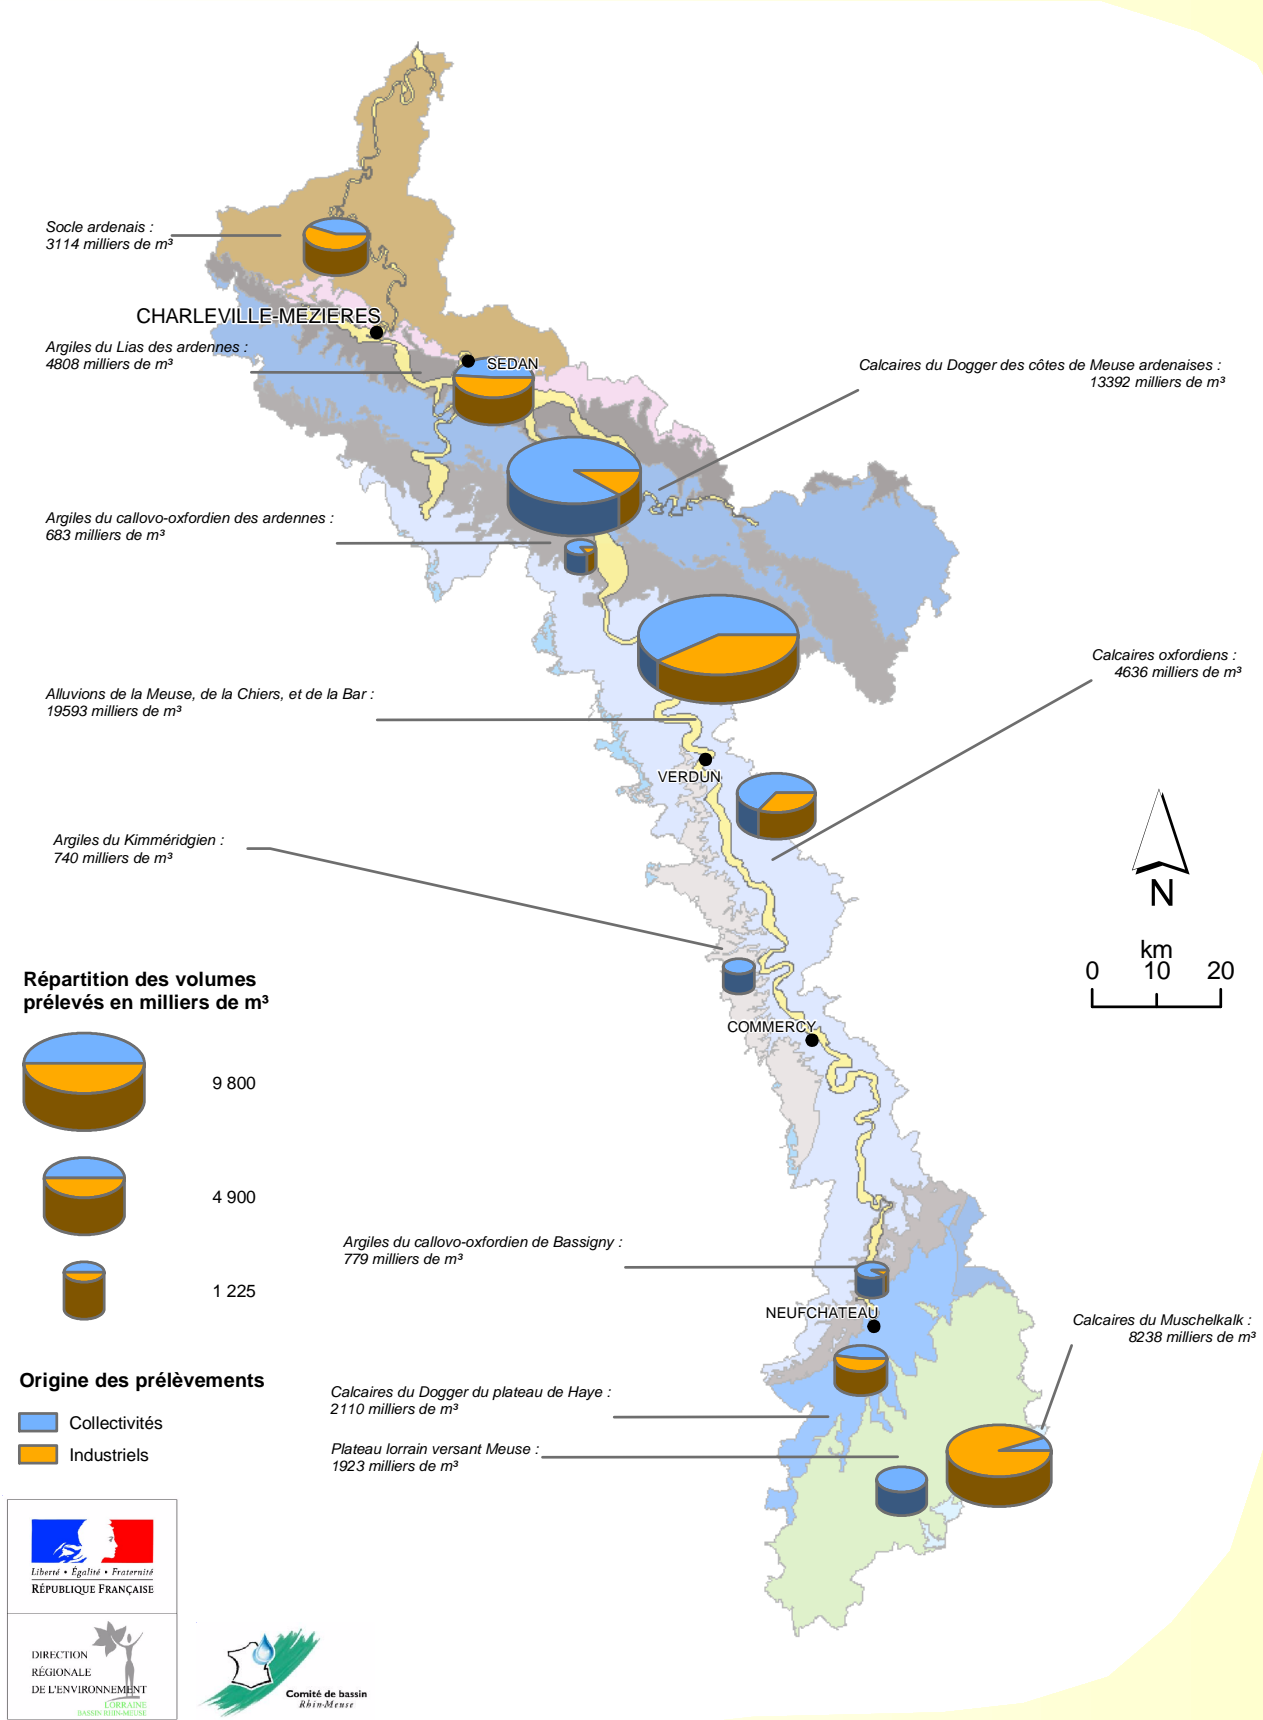 Socle ardenais :
3114 milliers de m³
CHARLEVILLE-MEZIERES
Argiles du Lias des ardennes :
4808 milliers de m³
SEDAN
Calcaires du Dogger des côtes de Meuse ardenaises :
13392 milliers de m³
Argiles du callovo-oxfordien des ardennes :
683 milliers de m³
Calcaires oxfordiens :
4636 milliers de m³
Alluvions de la Meuse, de la Chiers, et de la Bar :
19593 milliers de m³
VERDUN
Argiles du Kimméridgien :
740 milliers de m³
N
km
0 10 20
Répartition des volumes
prélevés en milliers de m³
COMMERCY
9 800
4 900
1 225
Argiles du callovo-oxfordien de Bassigny :
779 milliers de m³
NEUFCHATEAU
Calcaires du Muschelkalk :
8238 milliers de m³
Calcaires du Dogger du plateau de Haye :
2110 milliers de m³
Plateau lorrain versant Meuse :
1923 milliers de m³
Origine des prélèvements
Collectivités
Industriels
Liberté • Égalité • Fraternité
RÉPUBLIQUE FRANÇAISE
DIRECTION
RÉGIONALE
DE L'ENVIRONNEMENT
LORRAINE
BASSIN RHIN-MEUSE
Comité de bassin
Rhin-Meuse